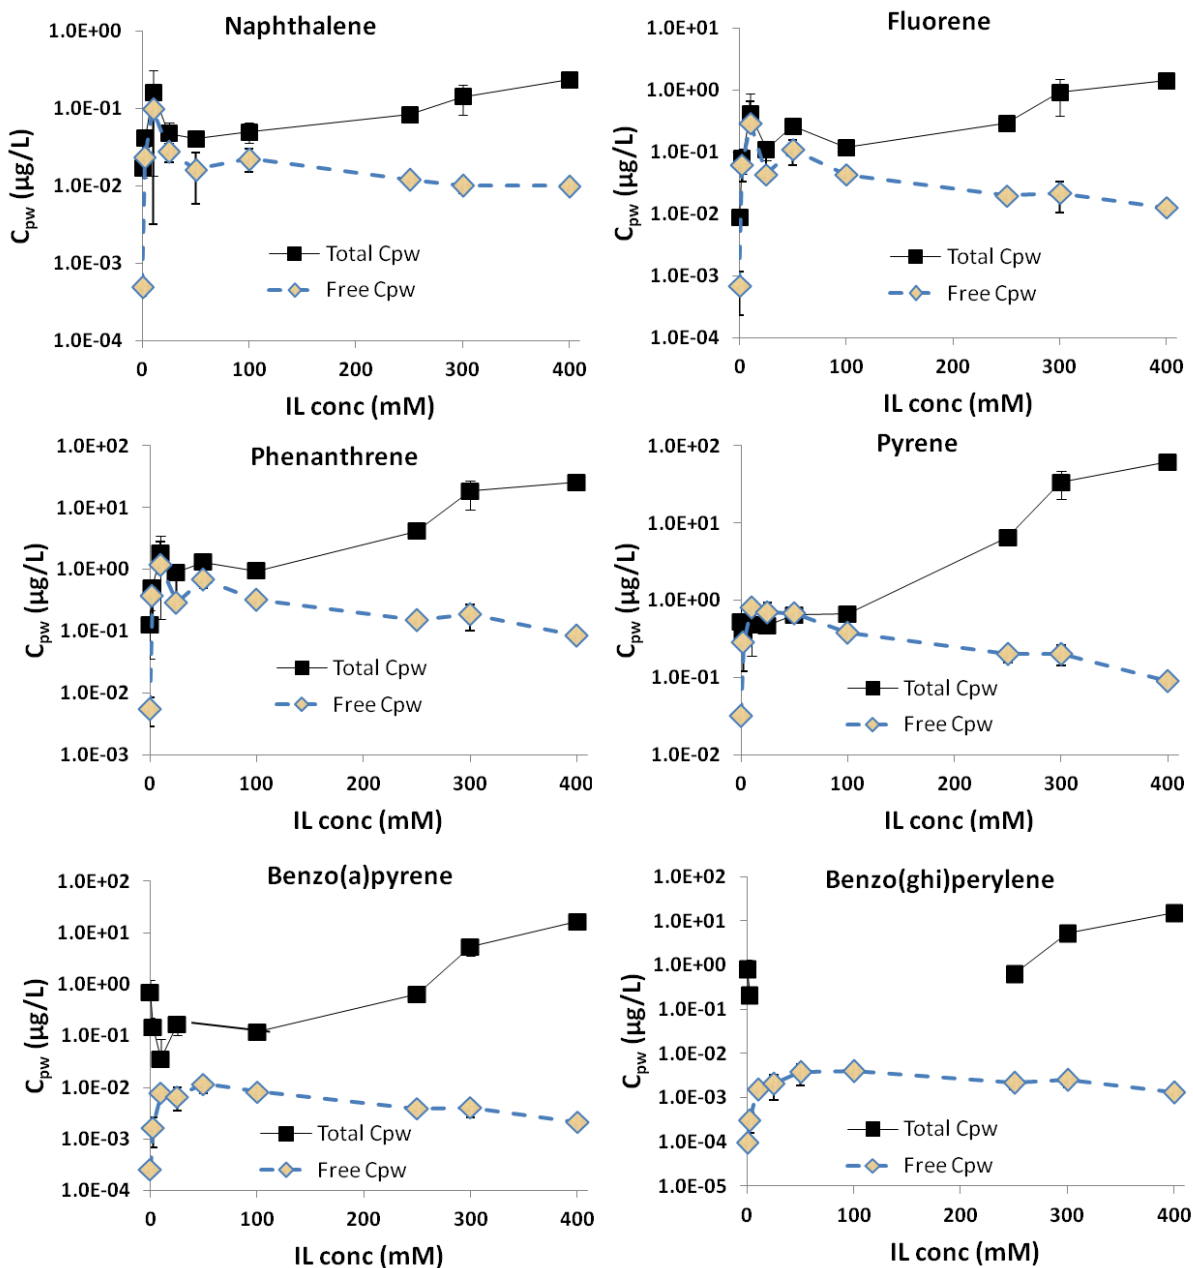 Naphthalene
1.0E+00
1.0E-01
1.0E-02
1.0E-03
1.0E-04
Cpw (µg/L)
Total Cpw
Free Cpw
0 100 200 300 400
IL conc (mM)
Fluorene
1.0E+01
1.0E+00
1.0E-01
1.0E-02
1.0E-03
1.0E-04
Cpw (µg/L)
Total Cpw
Free Cpw
0 100 200 300 400
IL conc (mM)
Phenanthrene
1.0E+02
1.0E+01
1.0E+00
1.0E-01
1.0E-02
1.0E-03
Cpw (µg/L)
Total Cpw
Free Cpw
0 100 200 300 400
IL conc (mM)
Pyrene
1.0E+02
1.0E+01
1.0E+00
1.0E-01
1.0E-02
Cpw (µg/L)
Total Cpw
Free Cpw
0 100 200 300 400
IL conc (mM)
Benzo(a)pyrene
1.0E+02
1.0E+01
1.0E+00
1.0E-01
1.0E-02
1.0E-03
1.0E-04
Cpw (µg/L)
Total Cpw
Free Cpw
0 100 200 300 400
IL conc (mM)
Benzo(ghi)perylene
1.0E+02
1.0E+01
1.0E+00
1.0E-01
1.0E-02
1.0E-03
1.0E-04
1.0E-05
Cpw (µg/L)
Total Cpw
Free Cpw
0 100 200 300 400
IL conc (mM)